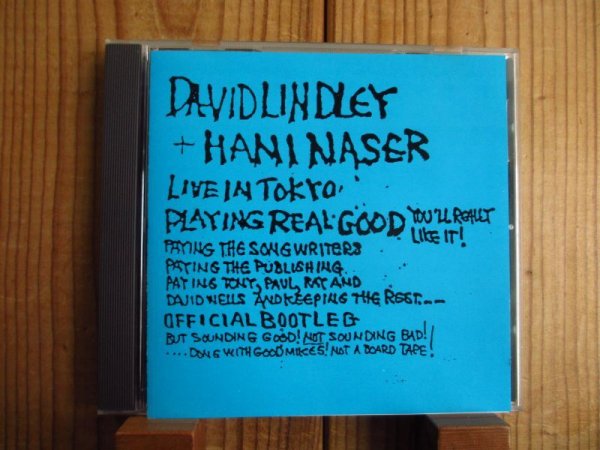 DAVID LINDLEY
+ HANI NASER
LIVE IN TOKYO
PLAYING REAL GOOD YOU'LL REALLY
LIKE IT!
PAYING THE SONGWRITERS
PAYING THE PUBLISHING
PAYING TONY, PAUL, RAY AND
DAVID WELLS AND KEEPING THE REST...
OFFICIAL BOOTLEG
BUT SOUNDING GOOD! NOT SOUNDING BAD!
....DONE WITH GOOD MIKES! NOT A BOARD TAPE!